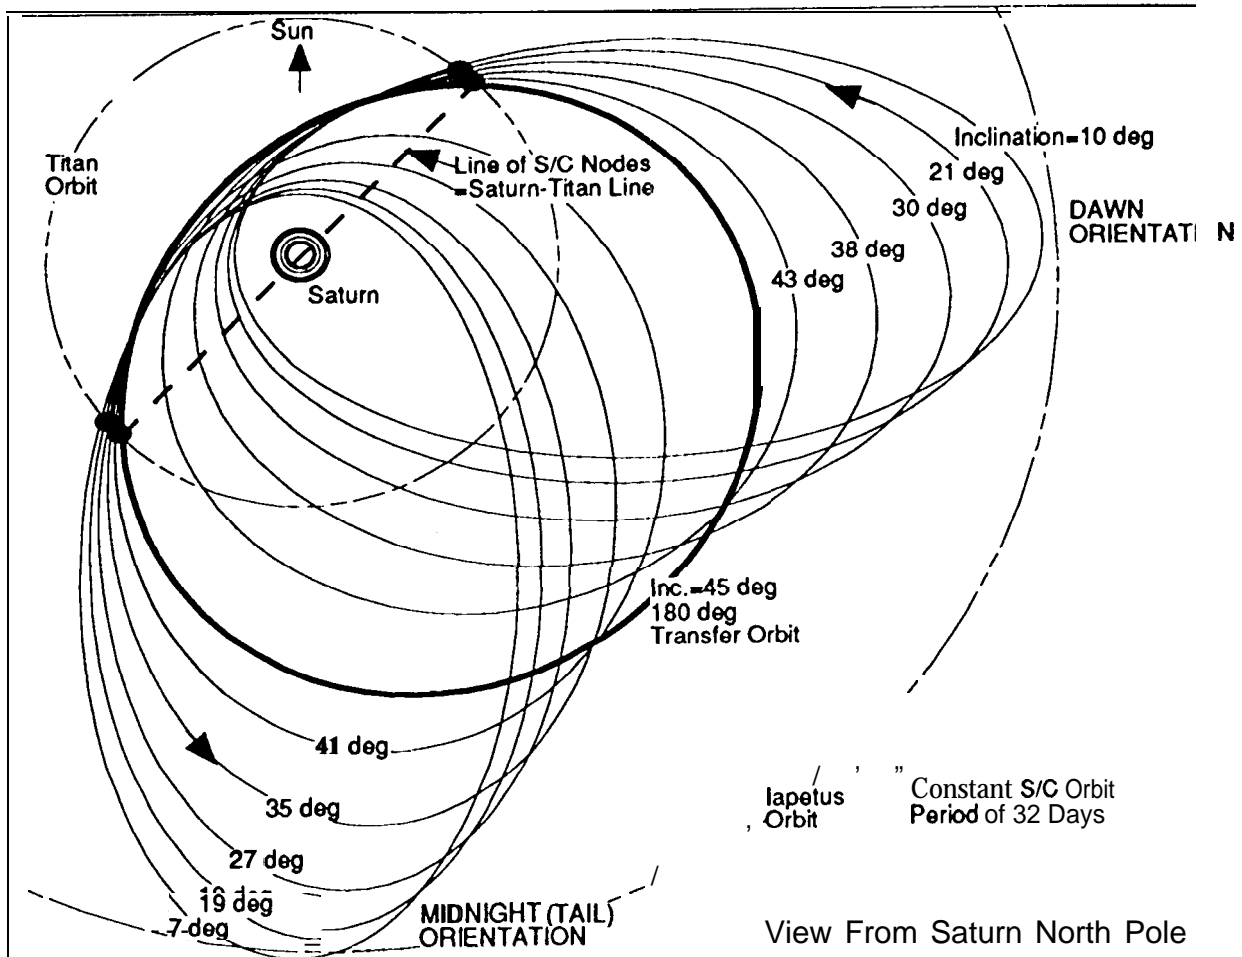 Sun
Titan
Orbit
Line of S/C Nodes
=Saturn-Titan Line
Saturn
Inclination=10 deg
21 deg
30 deg
38 deg
43 deg
DAWN
ORIENTATI N
Inc.=45 deg
180 deg
Transfer Orbit
41 deg
35 deg
27 deg
19 deg
7 deg
MIDNIGHT (TAIL)
ORIENTATION
Iapetus
Orbit
Constant S/C Orbit
Period of 32 Days
View From Saturn North Pole